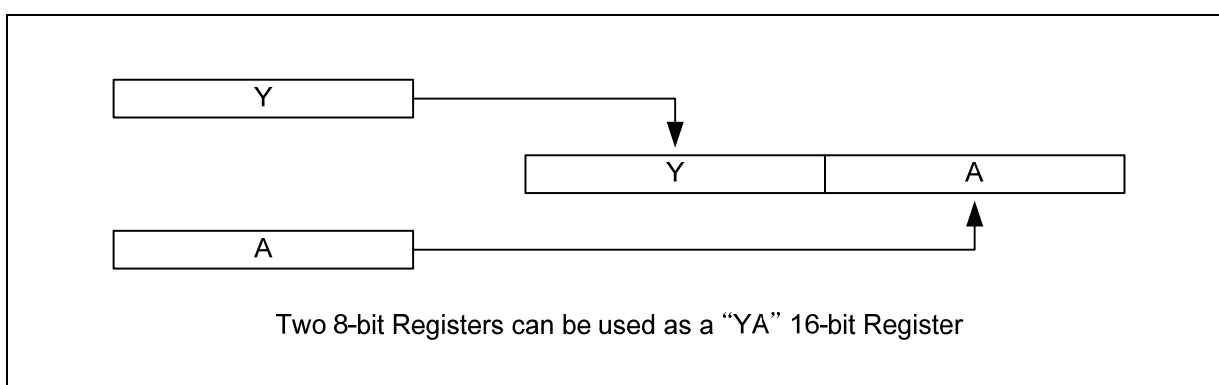 Y
Y
A
A
Two 8-bit Registers can be used as a “YA” 16-bit Register